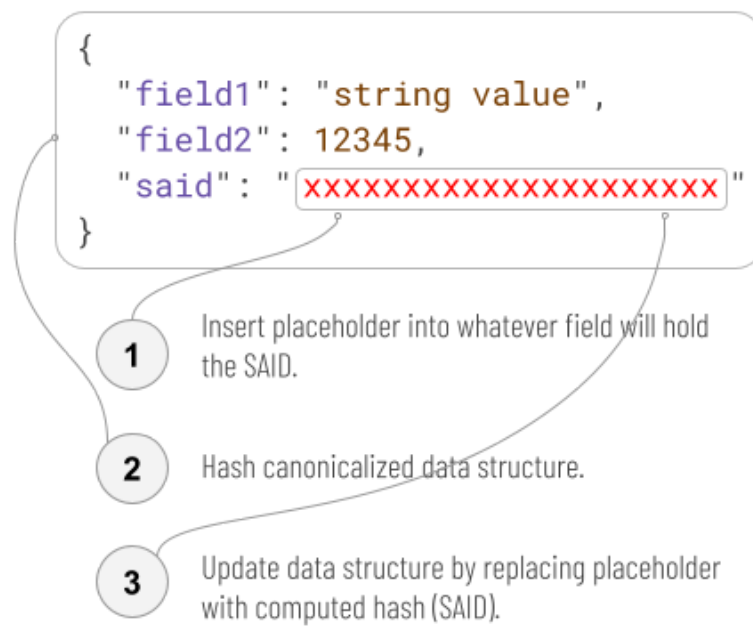 {
"field1": "string value",
"field2": 12345,
"said": "xxxxxxxxxxxxxxxxxxxxx"
}
1
Insert placeholder into whatever field will hold
the SAID.
2
Hash canonicalized data structure.
3
Update data structure by replacing placeholder
with computed hash (SAID).